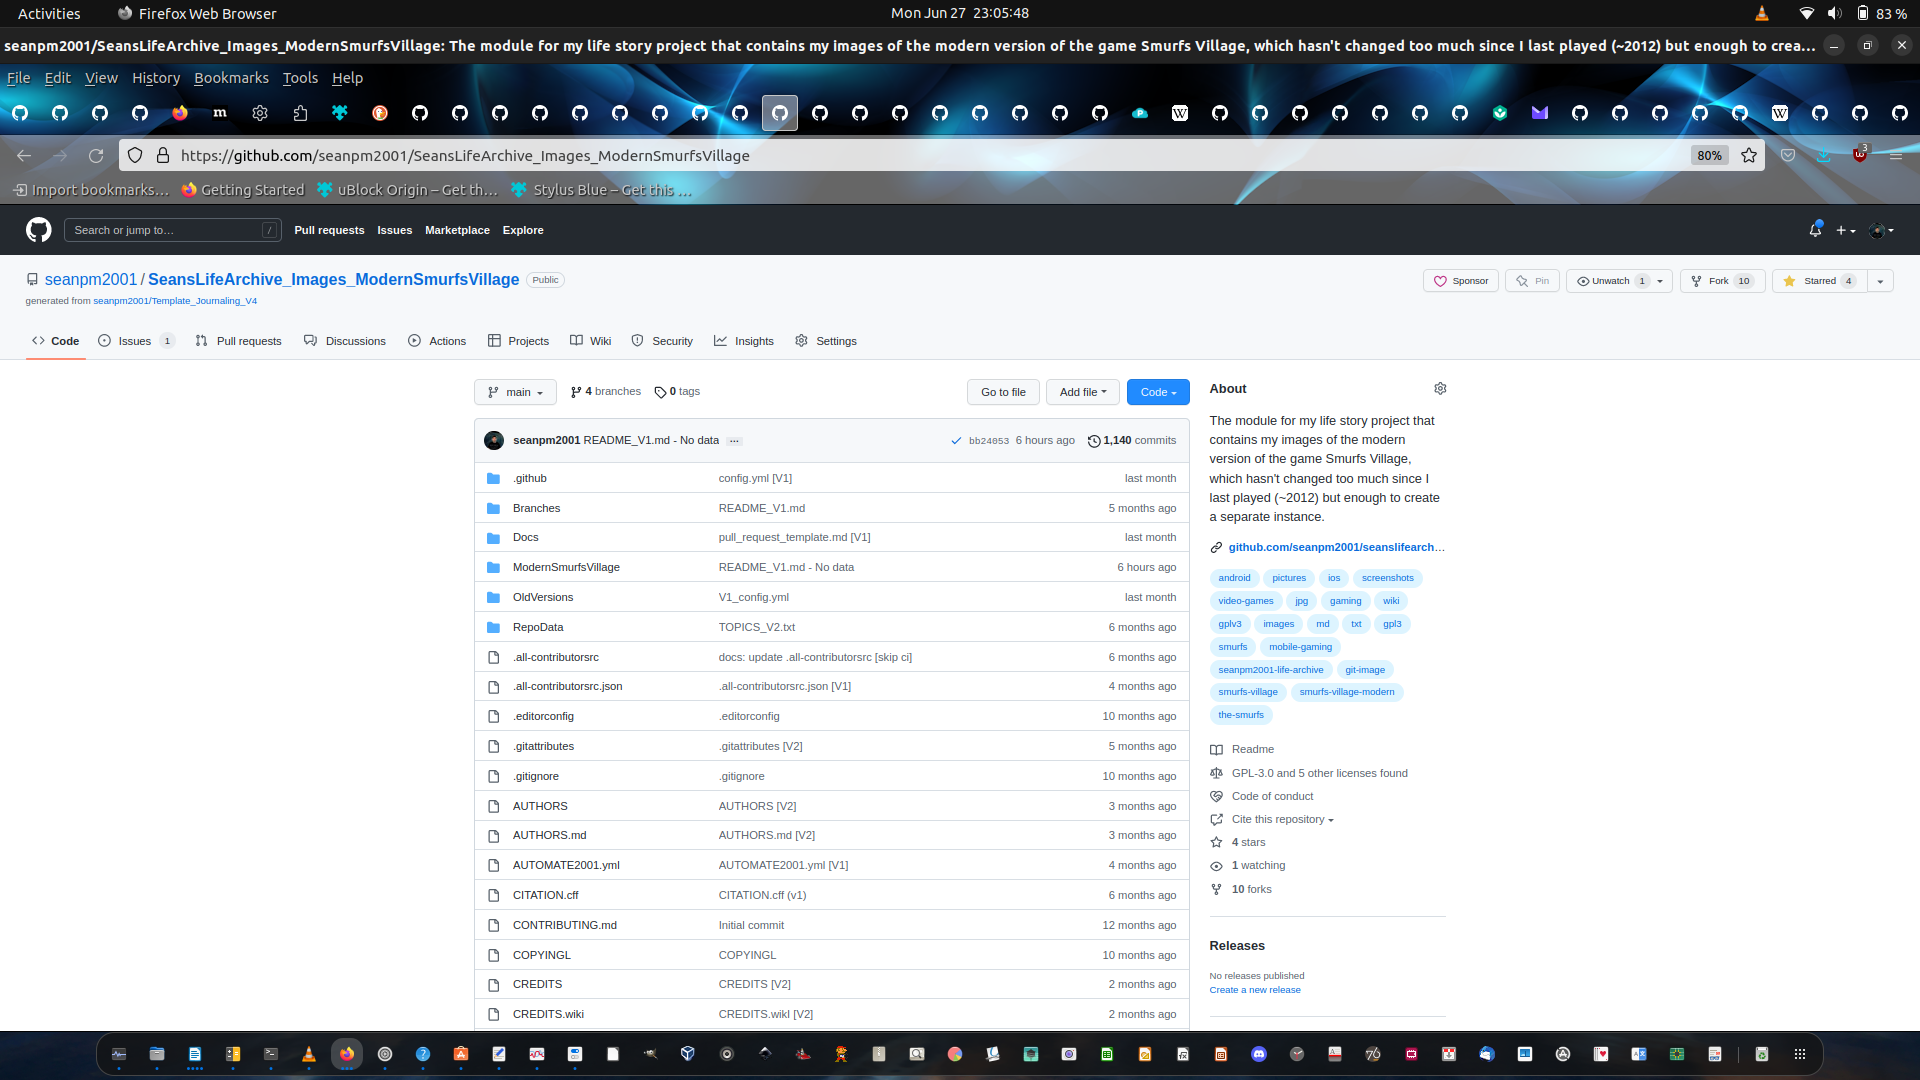 Activities Firefox Web Browser Mon Jun 27 23:05:48 83 %
seanpm2001/SeansLifeArchive_Images_ModernSmurfsVillage: The module for my life story project that contains my images of the modern version of the game Smurfs Village, which hasn't changed too much since I last played (~2012) but enough to crea…
File Edit View History Bookmarks Tools Help
https://github.com/seanpm2001/SeansLifeArchive_Images_ModernSmurfsVillage 80% 3
Import bookmarks… Getting Started uBlock Origin – Get th… Stylus Blue – Get this …
Search or jump to… / Pull requests Issues Marketplace Explore
seanpm2001 / SeansLifeArchive_Images_ModernSmurfsVillage Public Sponsor Pin Unwatch 1 Fork 10 Starred 4
generated from seanpm2001/Template_Journaling_V4
Code Issues 1 Pull requests Discussions Actions Projects Wiki Security Insights Settings
main 4 branches 0 tags Go to file Add file Code
seanpm2001 README_V1.md - No data ... bb24053 6 hours ago 1,140 commits
.github config.yml [V1] last month
Branches README_V1.md 5 months ago
Docs pull_request_template.md [V1] last month
ModernSmurfsVillage README_V1.md - No data 6 hours ago
OldVersions V1_config.yml last month
RepoData TOPICS_V2.txt 6 months ago
.all-contributorsrc docs: update .all-contributorsrc [skip ci] 6 months ago
.all-contributorsrc.json .all-contributorsrc.json [V1] 4 months ago
.editorconfig .editorconfig 10 months ago
.gitattributes .gitattributes [V2] 5 months ago
.gitignore .gitignore 10 months ago
AUTHORS AUTHORS [V2] 3 months ago
AUTHORS.md AUTHORS.md [V2] 3 months ago
AUTOMATE2001.yml AUTOMATE2001.yml [V1] 4 months ago
CITATION.cff CITATION.cff (v1) 6 months ago
CONTRIBUTING.md Initial commit 12 months ago
COPYINGL COPYINGL 10 months ago
CREDITS CREDITS [V2] 2 months ago
CREDITS.wiki CREDITS.wikI [V2] 2 months ago
About
The module for my life story project that
contains my images of the modern
version of the game Smurfs Village,
which hasn't changed too much since I
last played (~2012) but enough to create
a separate instance.
github.com/seanpm2001/seanslifearch…
android pictures ios screenshots
video-games jpg gaming wiki
gplv3 images md txt gpl3
smurfs mobile-gaming
seanpm2001-life-archive git-image
smurfs-village smurfs-village-modern
the-smurfs
Readme
GPL-3.0 and 5 other licenses found
Code of conduct
Cite this repository
4 stars
1 watching
10 forks
Releases
No releases published
Create a new release